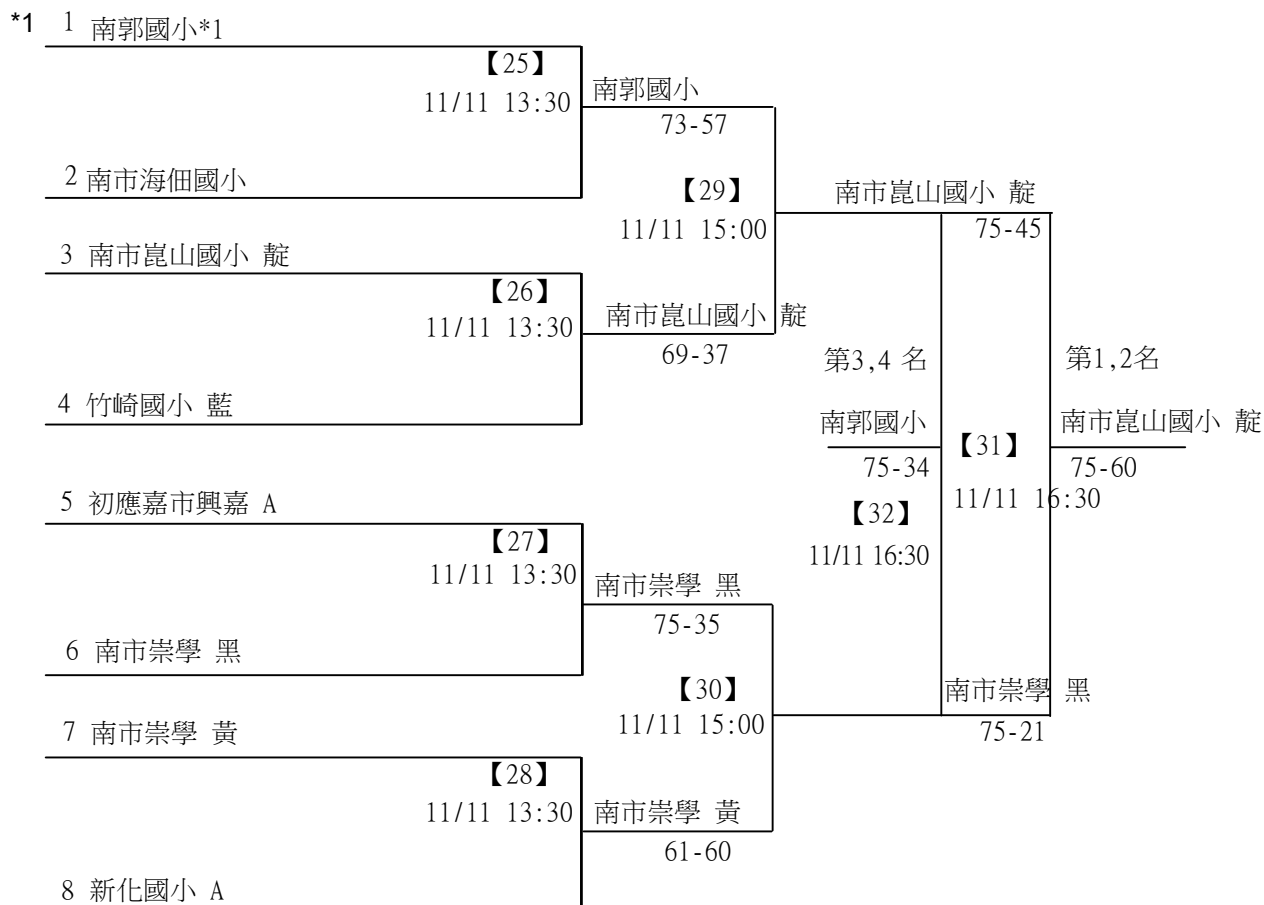 *1 1 南郭國小*1
【25】
11/11 13:30
南郭國小
73-57
2 南市海佃國小
【29】
11/11 15:00
南市崑山國小 靛
75-45
3 南市崑山國小 靛
【26】
11/11 13:30
南市崑山國小 靛
69-37
4 竹崎國小 藍
第3,4 名
第1,2名
南郭國小
75-34
【32】
11/11 16:30
【31】
11/11 16:30
南市崑山國小 靛
75-60
5 初應嘉市興嘉 A
【27】
11/11 13:30
南市崇學 黑
75-35
6 南市崇學 黑
【30】
11/11 15:00
南市崇學 黑
75-21
7 南市崇學 黃
【28】
11/11 13:30
南市崇學 黃
61-60
8 新化國小 A